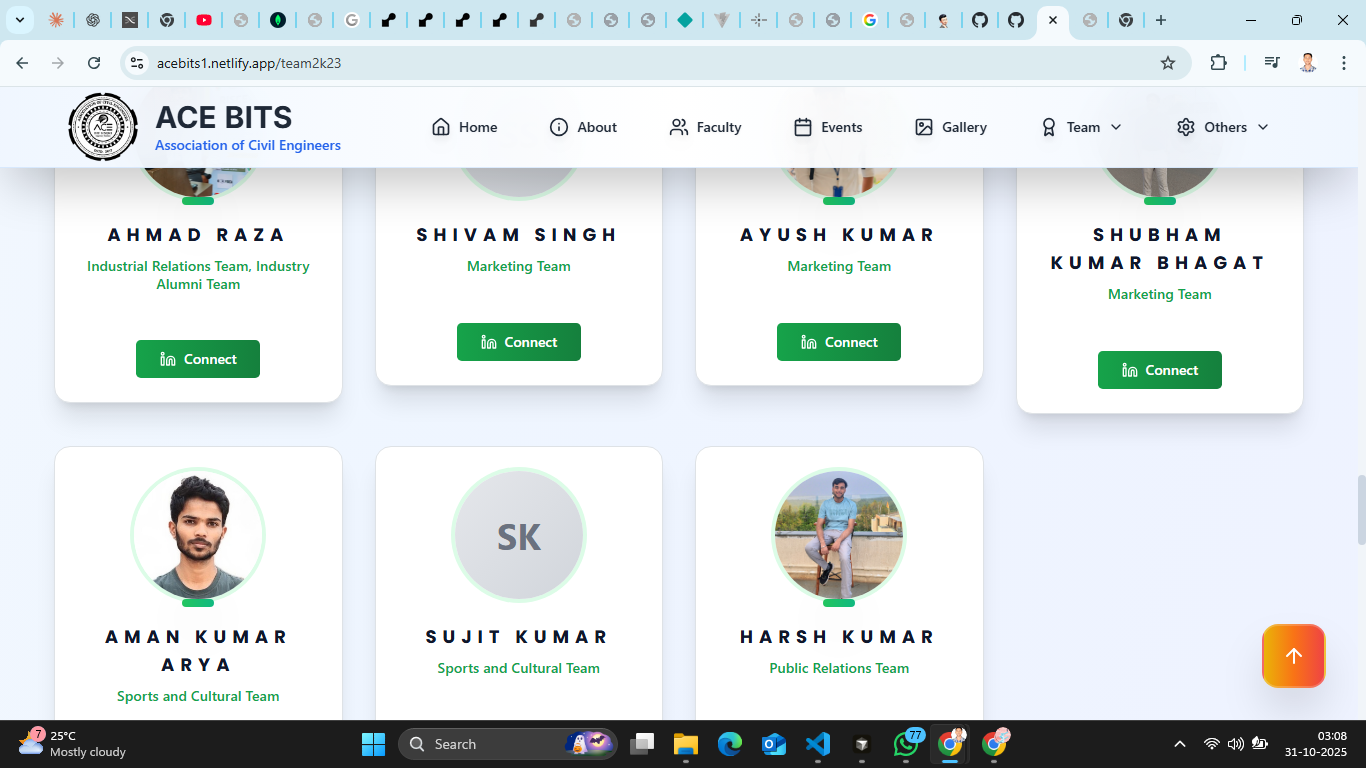 acebits1.netlify.app/team2k23
ACE BITS
Association of Civil Engineers
Home
About
Faculty
Events
Gallery
Team
Others
AHMAD RAZA
Industrial Relations Team, Industry
Alumni Team
Connect
SHIVAM SINGH
Marketing Team
Connect
AYUSH KUMAR
Marketing Team
Connect
SHUBHAM
KUMAR BHAGAT
Marketing Team
Connect
AMAN KUMAR
ARYA
Sports and Cultural Team
SK
SUJIT KUMAR
Sports and Cultural Team
HARSH KUMAR
Public Relations Team
7
25°C
Mostly cloudy
Search
77
03:08
31-10-2025